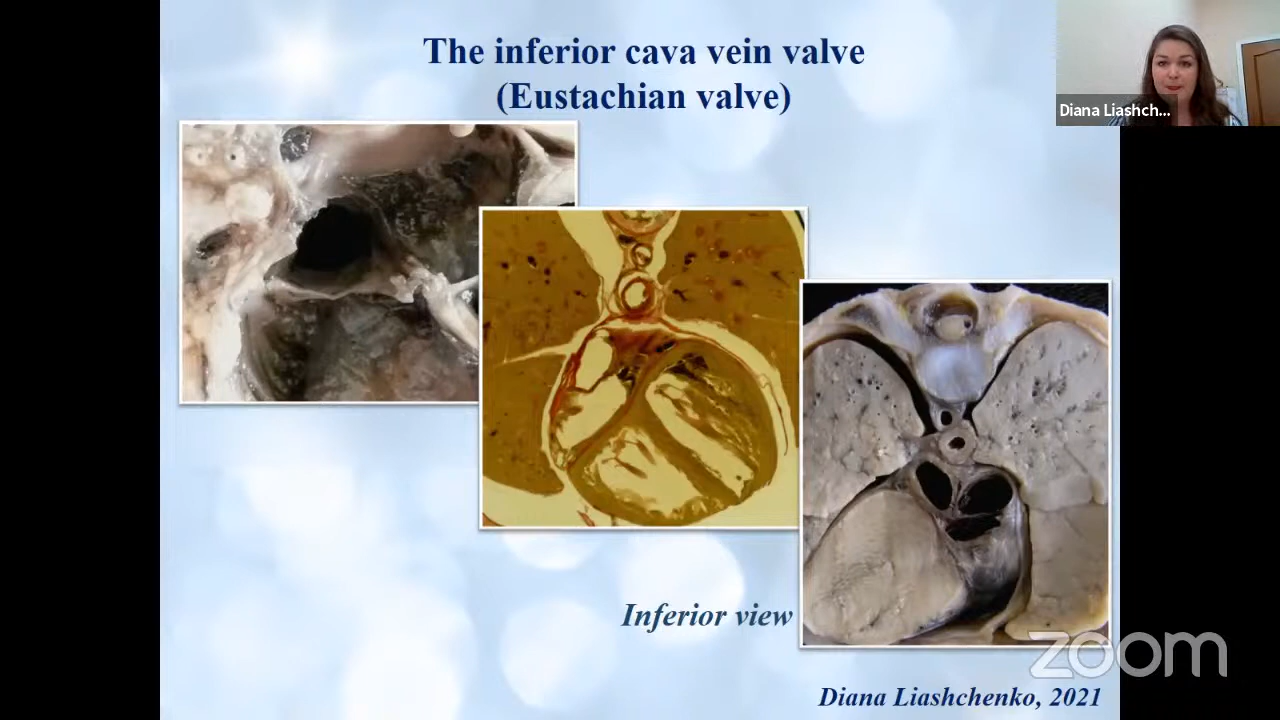 The inferior cava vein valve
(Eustachian valve)
Diana Liashch...
Inferior view
zoom
Diana Liashchenko, 2021